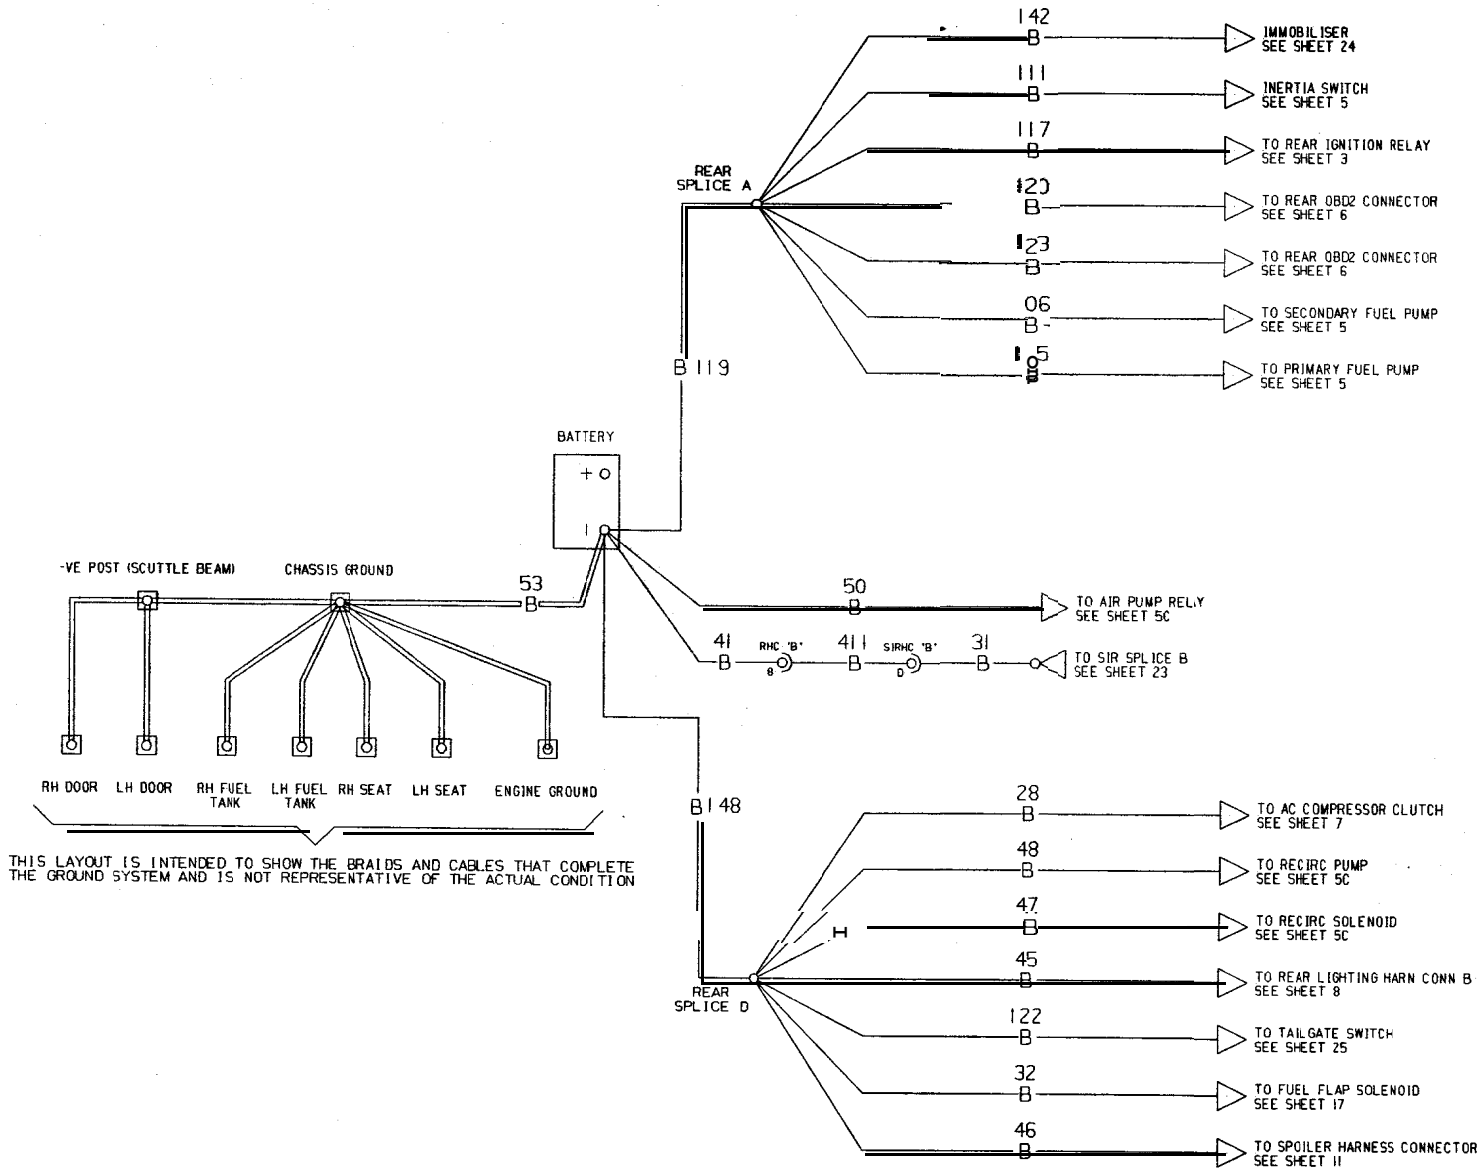 142
B
IMMOBILISER
SEE SHEET 24
111
B
INERTIA SWITCH
SEE SHEET 5
117
B
TO REAR IGNITION RELAY
SEE SHEET 3
REAR
SPLICE A
B
TO REAR OBD2 CONNECTOR
SEE SHEET 6
123
B
TO REAR OBD2 CONNECTOR
SEE SHEET 6
06
B
TO SECONDARY FUEL PUMP
SEE SHEET 5
TO PRIMARY FUEL PUMP
SEE SHEET 5
B 119
BATTERY
+
-VE POST (SCUTTLE BEAM)
CHASSIS GROUND
53
B
50
B
TO AIR PUMP RELAY
SEE SHEET 5C
41
B
RHC 'B'
8
411
B
SIRHC 'B'
D
31
B
TO SIR SPLICE B
SEE SHEET 23
RH DOOR
LH DOOR
RH FUEL
TANK
LH FUEL
TANK
RH SEAT
LH SEAT
ENGINE GROUND
THIS LAYOUT IS INTENDED TO SHOW THE BRAIDS AND CABLES THAT COMPLETE
THE GROUND SYSTEM AND IS NOT REPRESENTATIVE OF THE ACTUAL CONDITION
B 148
28
B
TO AC COMPRESSOR CLUTCH
SEE SHEET 7
48
B
TO RECIRC PUMP
SEE SHEET 5C
47
B
TO RECIRC SOLENOID
SEE SHEET 5C
REAR
SPLICE D
45
B
TO REAR LIGHTING HARN CONN B
SEE SHEET 8
122
B
TO TAILGATE SWITCH
SEE SHEET 25
32
B
TO FUEL FLAP SOLENOID
SEE SHEET 17
46
B
TO SPOILER HARNESS CONNECTOR
SEE SHEET 11